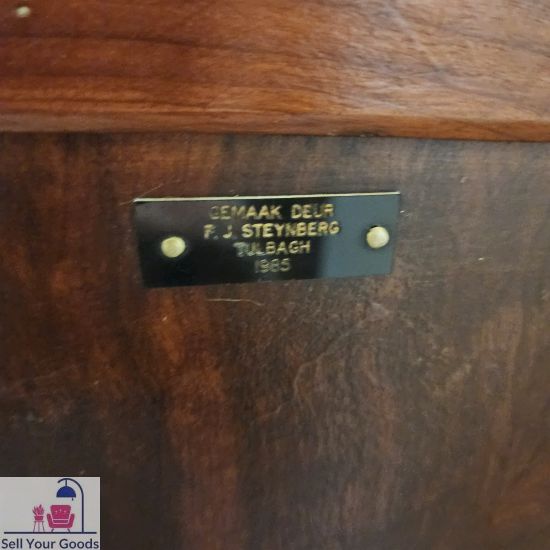 GEMAAK DEUR
P. J. STEYNBERG
TULBAGH
1985
Sell Your Goods